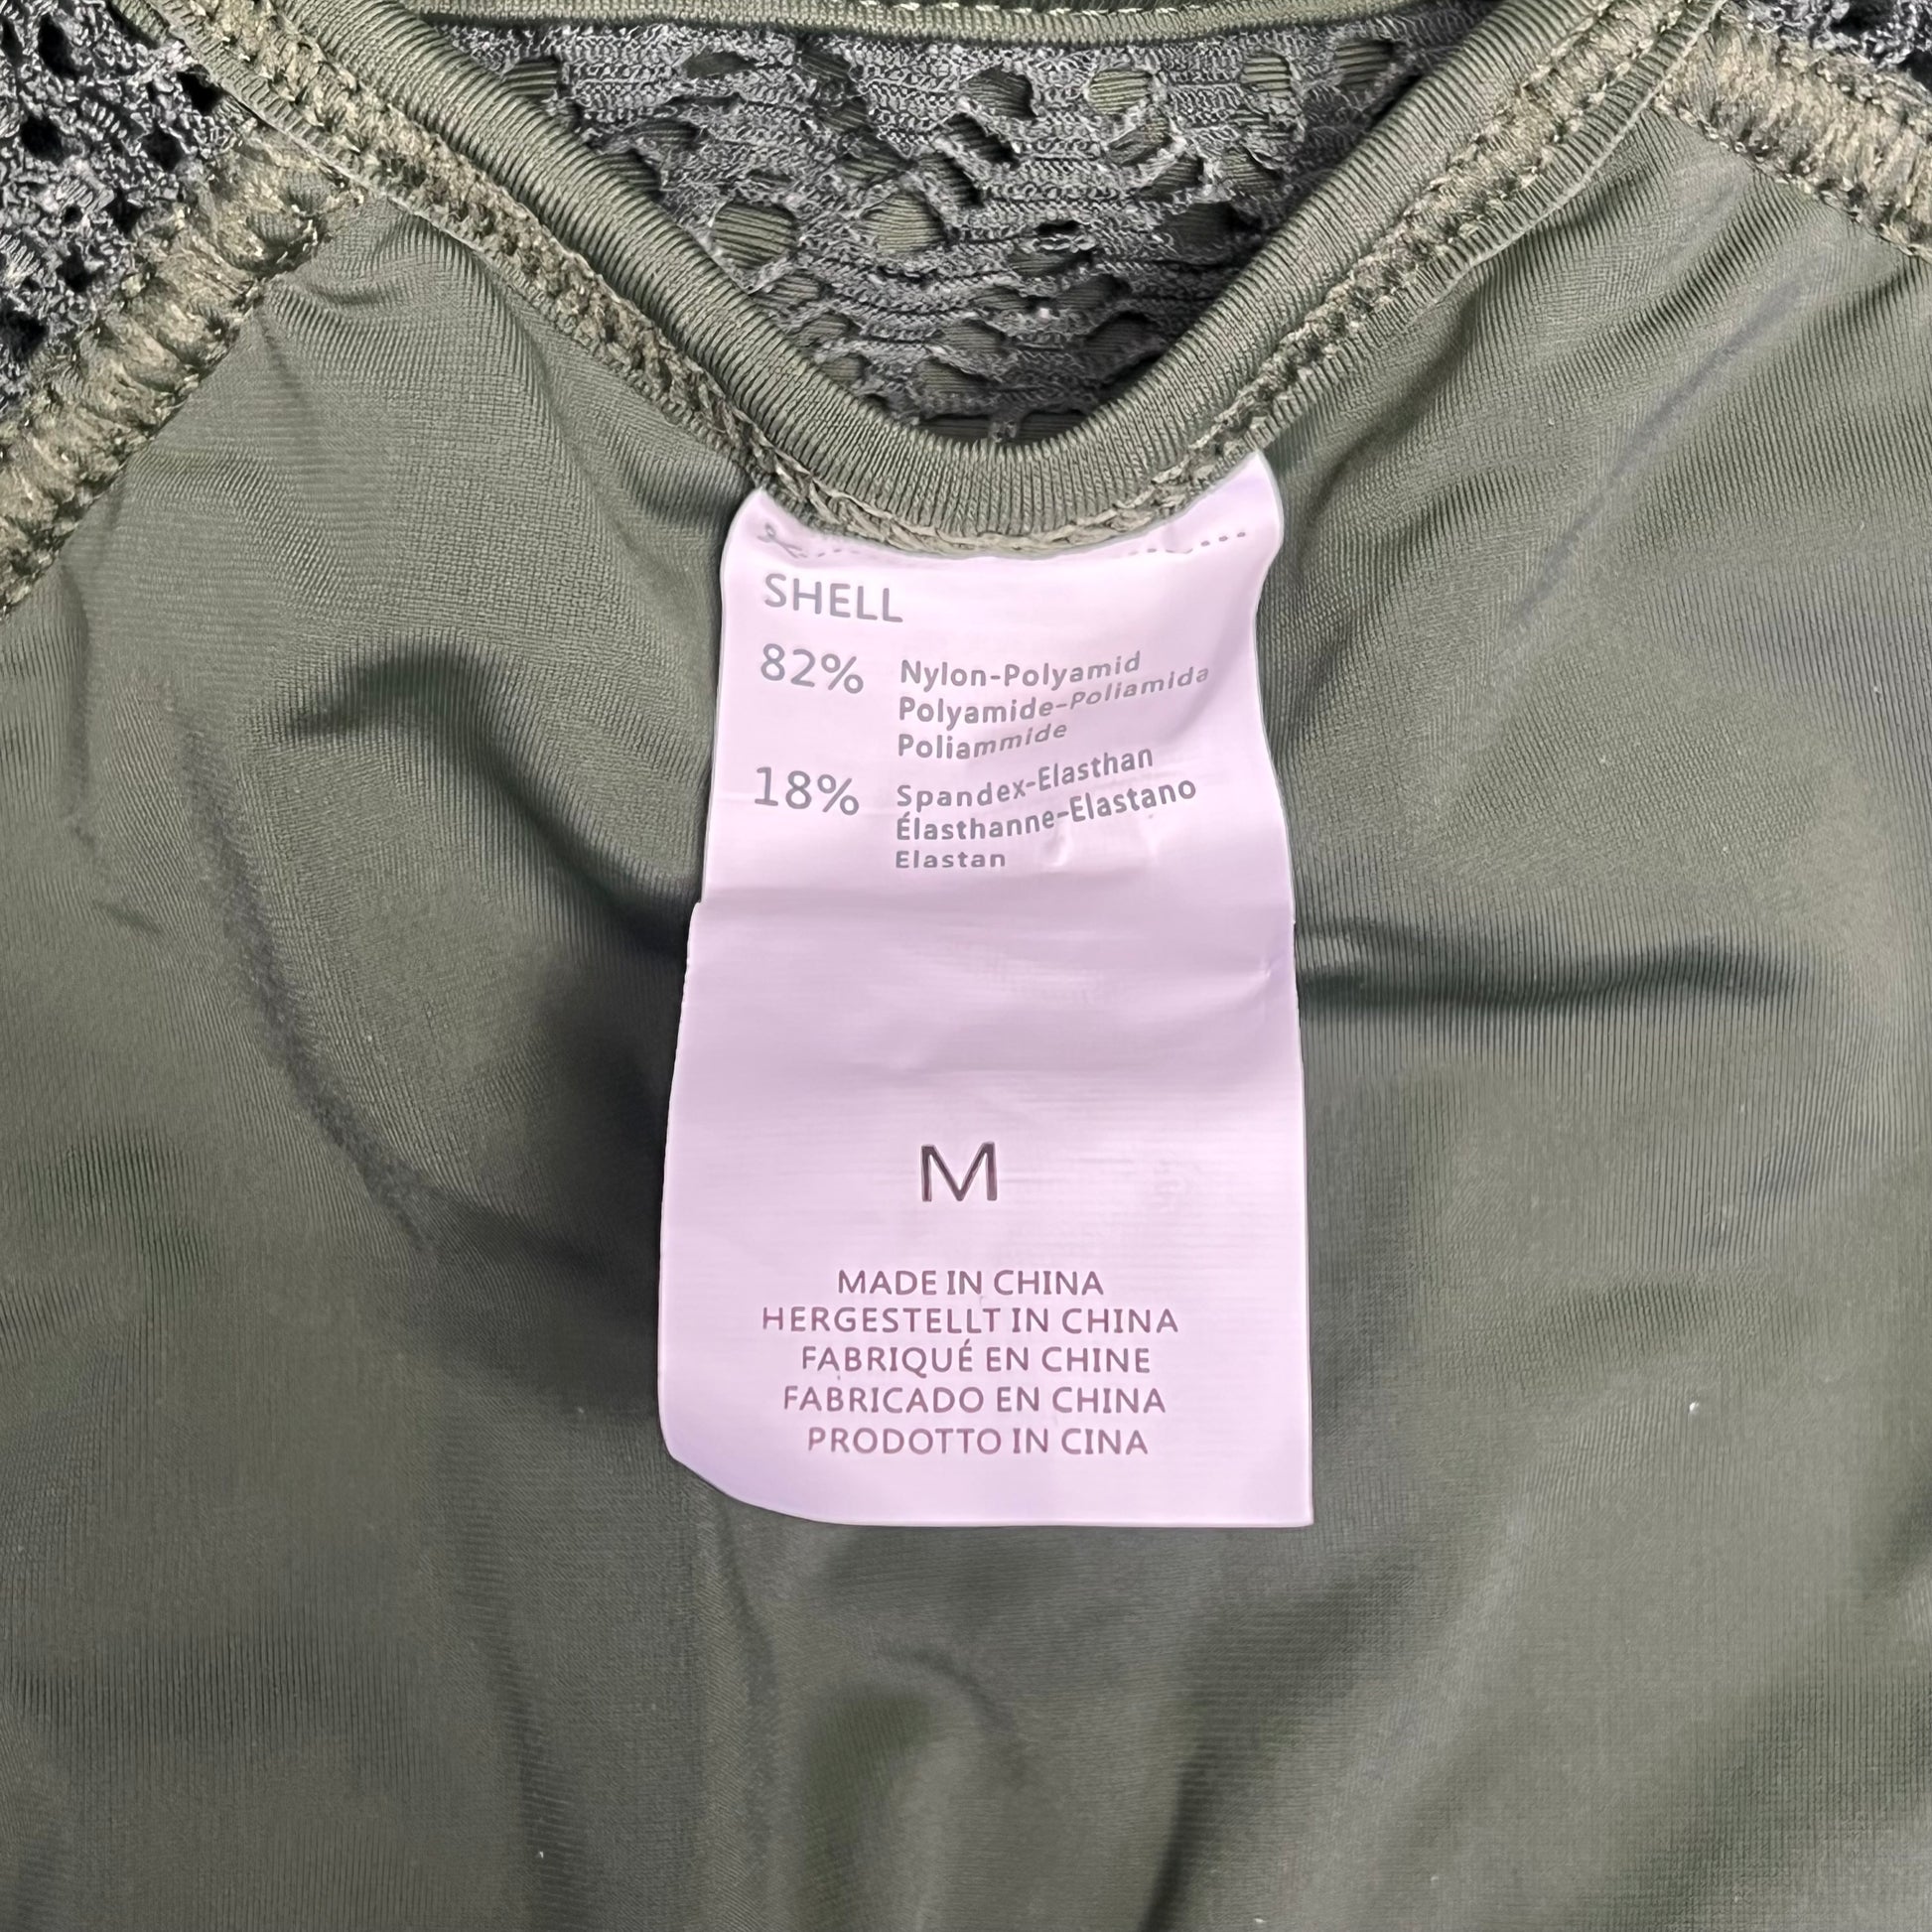 SHELL
82% Nylon-Polyamid
Polyamide-Poliamida
Poliammide
18% Spandex-Elasthan
Élasthanne-Elastano
Elastan
M
MADE IN CHINA
HERGESTELLT IN CHINA
FABRIQUÉ EN CHINE
FABRICADO EN CHINA
PRODOTTO IN CINA